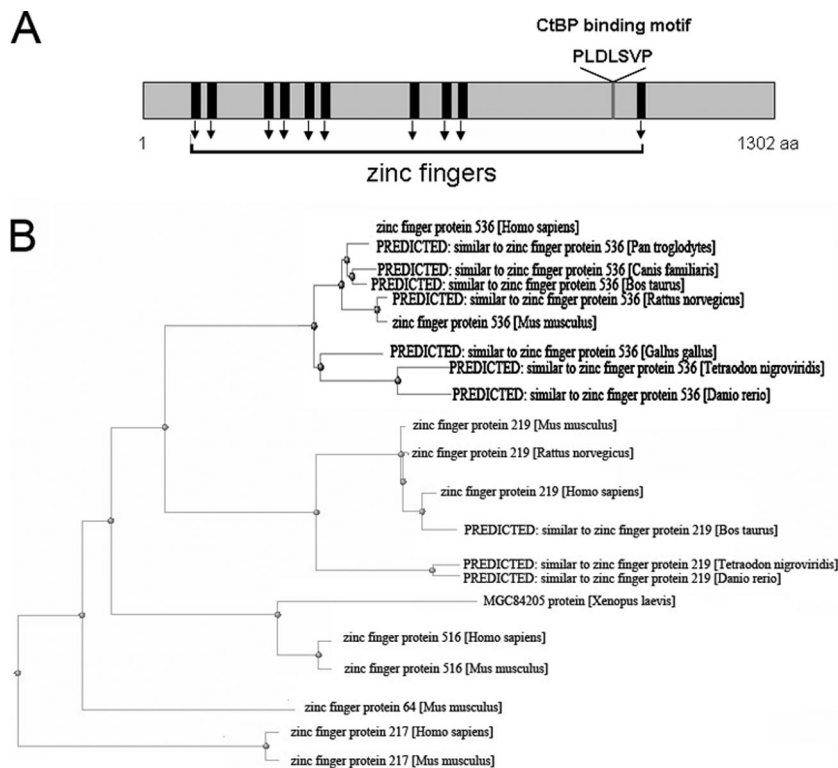 A
CtBP binding motif
PLDLSVP
1
1302 aa
zinc fingers
B
zinc finger protein 536 [Homo sapiens]
PREDICTED: similar to zinc finger protein 536 [Pan troglodytes]
PREDICTED: similar to zinc finger protein 536 [Canis familiaris]
PREDICTED: similar to zinc finger protein 536 [Bos taurus]
PREDICTED: similar to zinc finger protein 536 [Rattus norvegicus]
zinc finger protein 536 [Mus musculus]
PREDICTED: similar to zinc finger protein 536 [Gallus gallus]
PREDICTED: similar to zinc finger protein 536 [Tetraodon nigroviridis]
PREDICTED: similar to zinc finger protein 536 [Danio rerio]
zinc finger protein 219 [Mus musculus]
zinc finger protein 219 [Rattus norvegicus]
zinc finger protein 219 [Homo sapiens]
PREDICTED: similar to zinc finger protein 219 [Bos taurus]
PREDICTED: similar to zinc finger protein 219 [Tetraodon nigroviridis]
PREDICTED: similar to zinc finger protein 219 [Danio rerio]
MGC84205 protein [Xenopus laevis]
zinc finger protein 516 [Homo sapiens]
zinc finger protein 516 [Mus musculus]
zinc finger protein 64 [Mus musculus]
zinc finger protein 217 [Homo sapiens]
zinc finger protein 217 [Mus musculus]